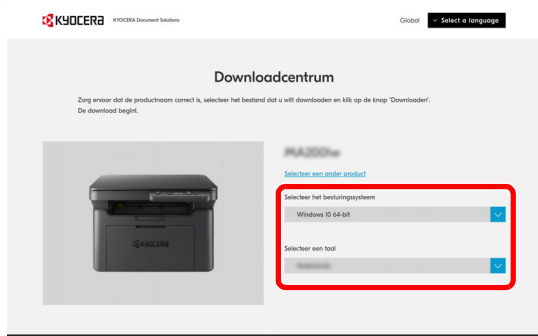 KYOCERA KYOCERA Document Solutions Global Select a language
Downloadcentrum
Zorg ervoor dat de productnaam correct is, selecteer het bestand dat u wilt downloaden en klik op de knop "Downloaden".
De download begint.
Selecteer een ander product
Selecteer het besturingssysteem
Windows 10 64-bit
KYOCERA
Selecteer een taal